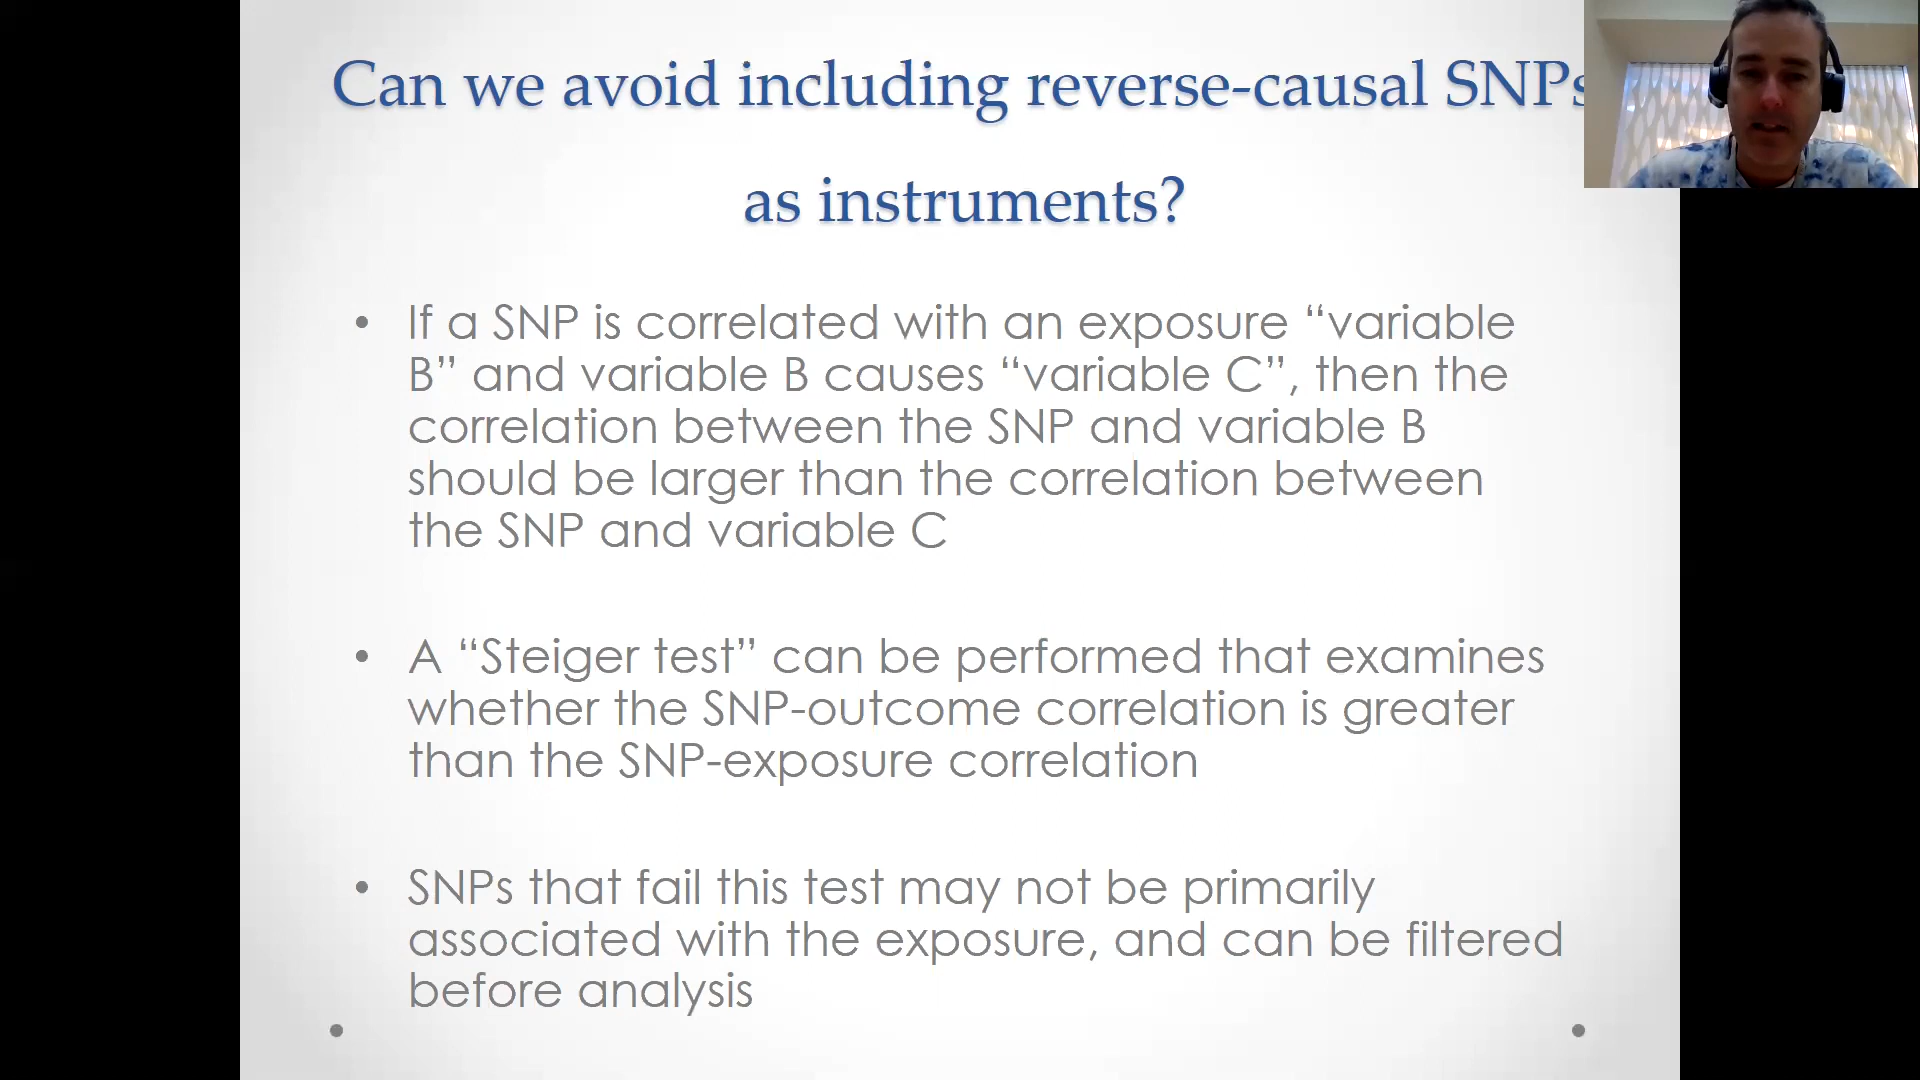 Can we avoid including reverse-causal SNPs
as instruments?
• If a SNP is correlated with an exposure “variable
B” and variable B causes “variable C”, then the
correlation between the SNP and variable B
should be larger than the correlation between
the SNP and variable C
• A “Steiger test” can be performed that examines
whether the SNP-outcome correlation is greater
than the SNP-exposure correlation
• SNPs that fail this test may not be primarily
associated with the exposure, and can be filtered
before analysis